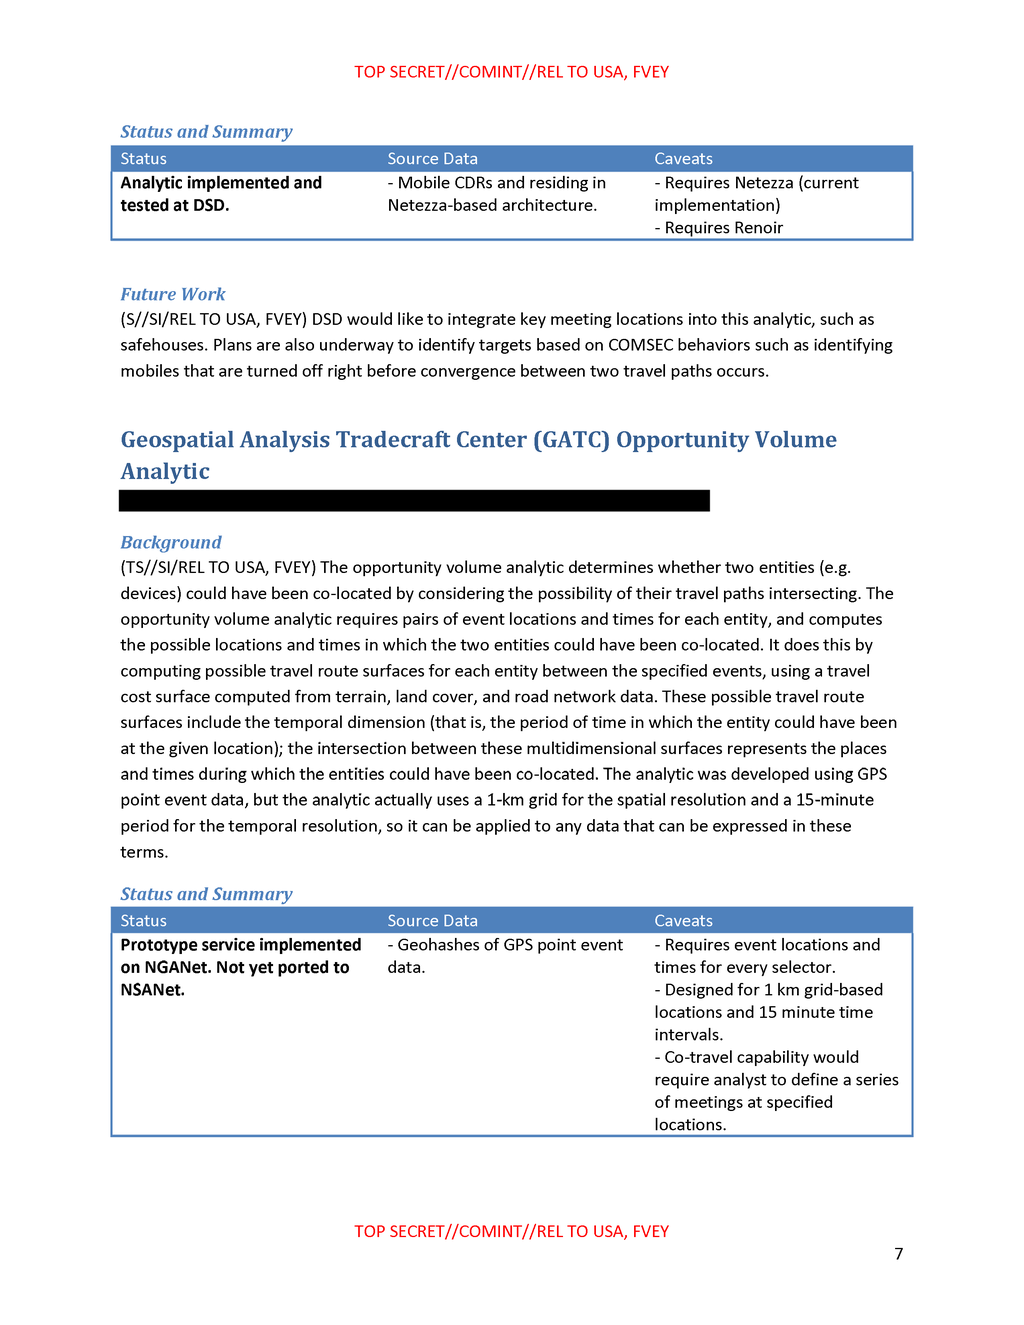 TOP SECRET//COMINT//REL TO USA, FVEY
Status and Summary
Status Source Data Caveats
Analytic implemented and - Mobile CDRs and residing in - Requires Netezza (current
tested at DSD. Netezza-based architecture. implementation)
- Requires Renoir
Future Work
(S//SI/REL TO USA, FVEY) DSD would like to integrate key meeting locations into this analytic, such as
safehouses. Plans are also underway to identify targets based on COMSEC behaviors such as identifying
mobiles that are turned off right before convergence between two travel paths occurs.
Geospatial Analysis Tradecraft Center (GATC) Opportunity Volume
Analytic
Background
(TS//SI/REL TO USA, FVEY) The opportunity volume analytic determines whether two entities (e.g.
devices) could have been co-located by considering the possibility of their travel paths intersecting. The
opportunity volume analytic requires pairs of event locations and times for each entity, and computes
the possible locations and times in which the two entities could have been co-located. It does this by
computing possible travel route surfaces for each entity between the specified events, using a travel
cost surface computed from terrain, land cover, and road network data. These possible travel route
surfaces include the temporal dimension (that is, the period of time in which the entity could have been
at the given location); the intersection between these multidimensional surfaces represents the places
and times during which the entities could have been co-located. The analytic was developed using GPS
point event data, but the analytic actually uses a 1-km grid for the spatial resolution and a 15-minute
period for the temporal resolution, so it can be applied to any data that can be expressed in these
terms.
Status and Summary
Status Source Data Caveats
Prototype service implemented - Geohashes of GPS point event - Requires event locations and
on NGANet. Not yet ported to data. times for every selector.
NSANet. - Designed for 1 km grid-based
locations and 15 minute time
intervals.
- Co-travel capability would
require analyst to define a series
of meetings at specified
locations.
TOP SECRET//COMINT//REL TO USA, FVEY
7